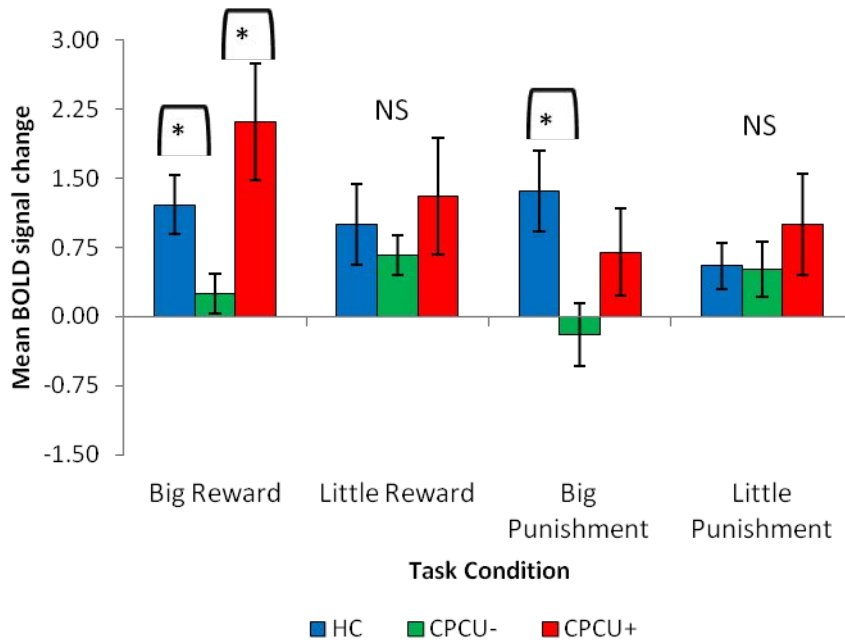 3.00
*
2.25
*
NS
*
NS
1.50
0.75
0.00
-0.75
-1.50
Mean BOLD signal change
Big Reward
Little Reward
Big
Punishment
Little
Punishment
Task Condition
HC
CPCU-
CPCU+